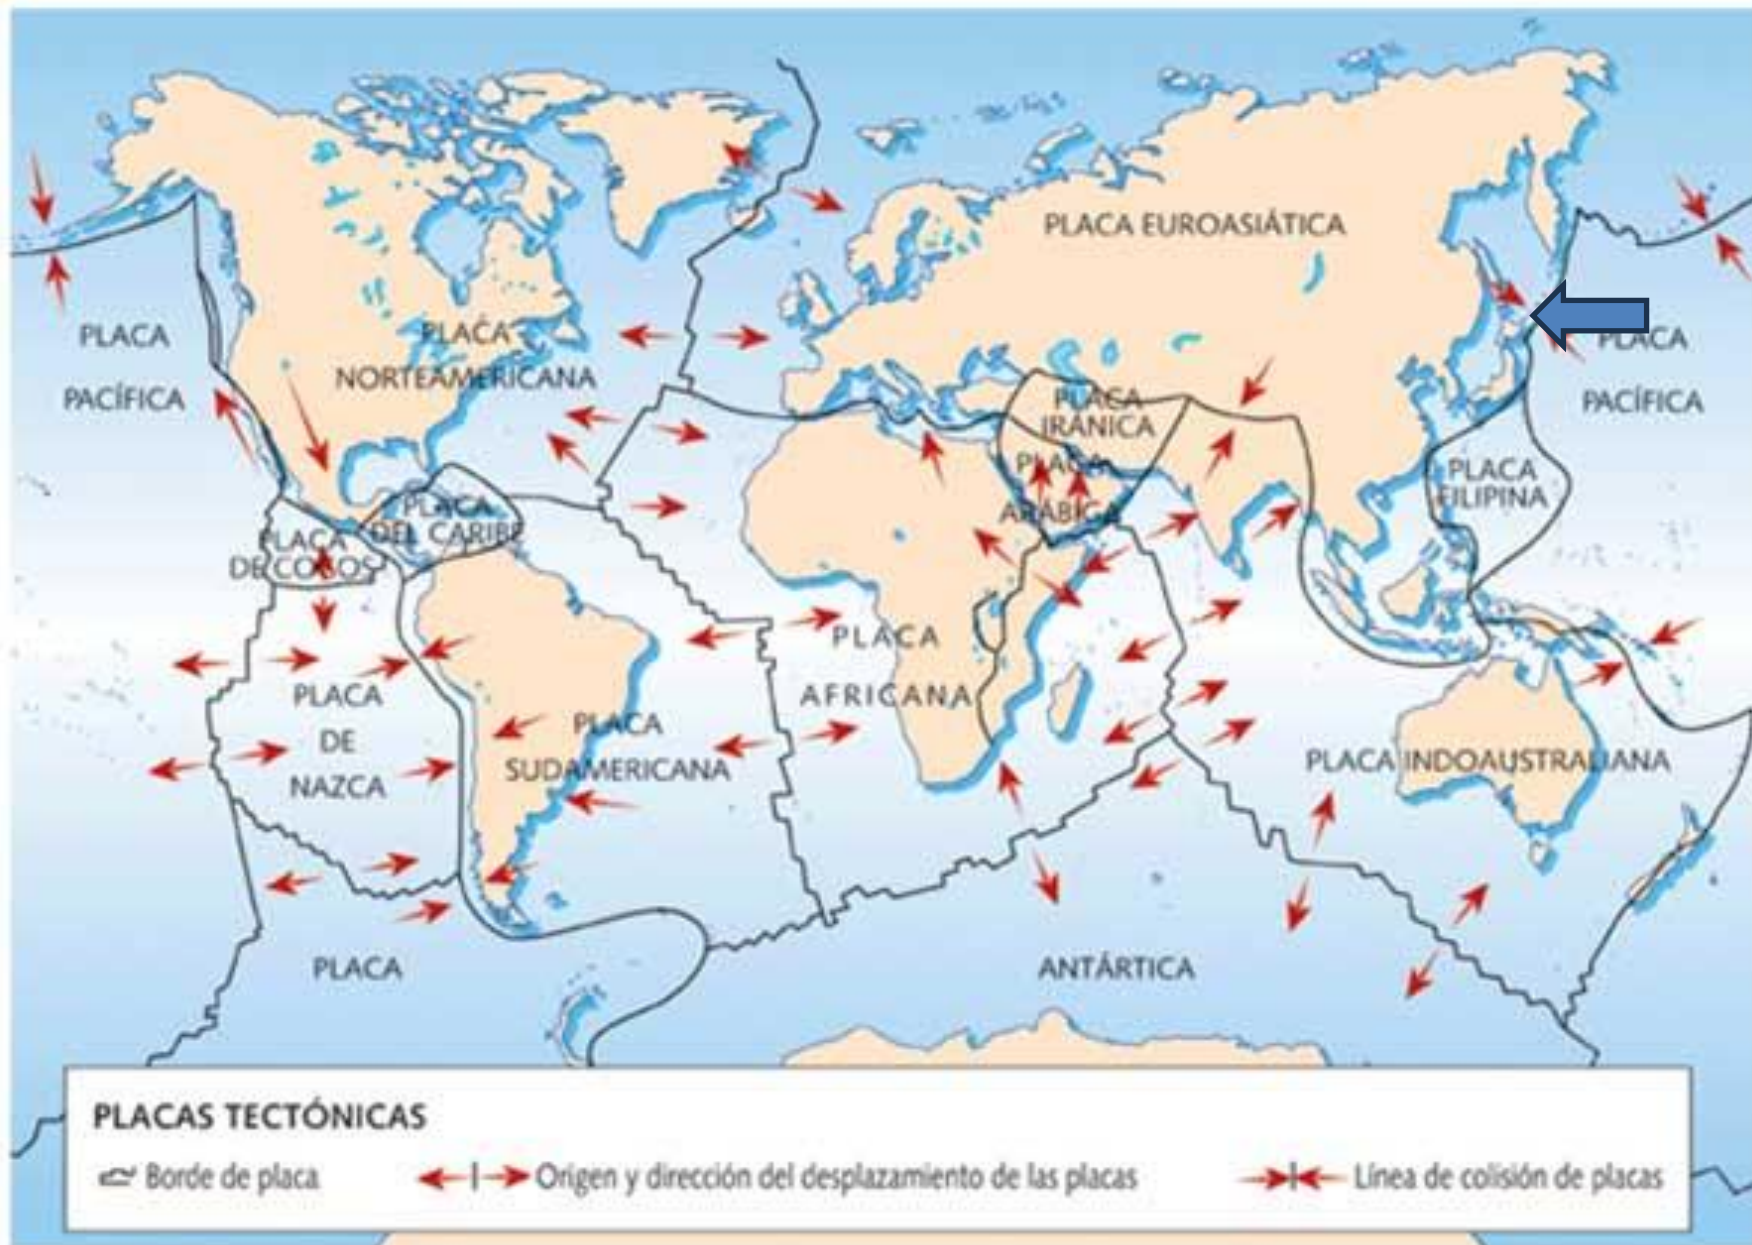 PLACA EUROASIÁTICA
PLACA
PACÍFICA
PLACA
NORTEAMERICANA
PLACA
PACÍFICA
PLACA
IRÁNICA
PLACA
ARÁBICA
PLACA
FILIPINA
PLACA
DEL CARIBE
PLACA
DE COCOS
PLACA
AFRICANA
PLACA
DE
NAZCA
PLACA
SUDAMERICANA
PLACA INDOAUSTRALIANA
PLACA
ANTÁRTICA
PLACAS TECTÓNICAS
Borde de placa
Origen y dirección del desplazamiento de las placas
Línea de colisión de placas